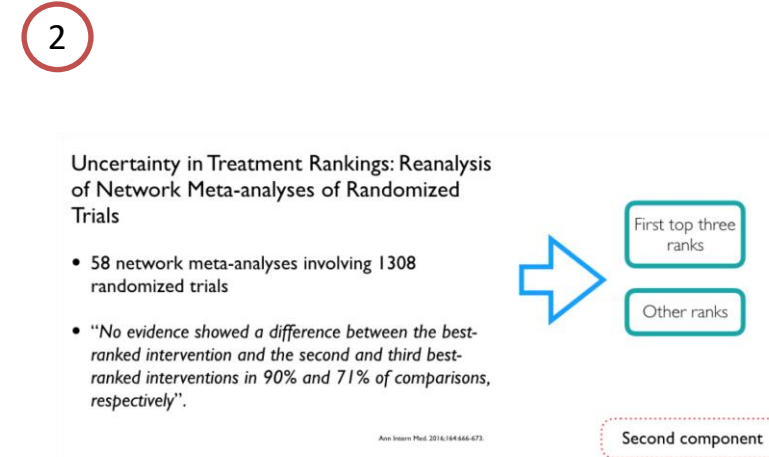 2
Uncertainty in Treatment Rankings: Reanalysis
of Network Meta-analyses of Randomized
Trials
• 58 network meta-analyses involving 1308
randomized trials
• “No evidence showed a difference between the best-
ranked intervention and the second and third best-
ranked interventions in 90% and 71% of comparisons,
respectively”.
Ann Intern Med. 2016;164:666-673.
First top three
ranks
Other ranks
Second component